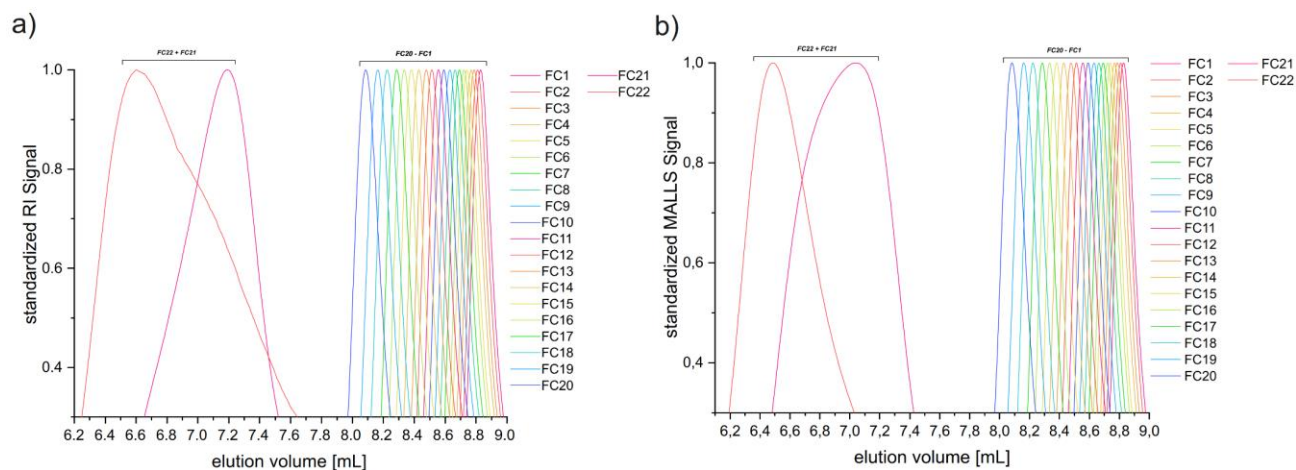 a)
FC22 + FC21
FC20 - FC1
standardized RI Signal
1.0
0.8
0.6
0.4
6.2 6.4 6.6 6.8 7.0 7.2 7.4 7.6 7.8 8.0 8.2 8.4 8.6 8.8 9.0
elution volume [mL]
FC1
FC2
FC3
FC4
FC5
FC6
FC7
FC8
FC9
FC10
FC11
FC12
FC13
FC14
FC15
FC16
FC17
FC18
FC19
FC20
FC21
FC22
b)
FC22 + FC21
FC20 - FC1
standardized MALLS Signal
1,0
0,8
0,6
0,4
6,2 6,4 6,6 6,8 7,0 7,2 7,4 7,6 7,8 8,0 8,2 8,4 8,6 8,8 9,0
elution volume [mL]
FC1
FC2
FC3
FC4
FC5
FC6
FC7
FC8
FC9
FC10
FC11
FC12
FC13
FC14
FC15
FC16
FC17
FC18
FC19
FC20
FC21
FC22